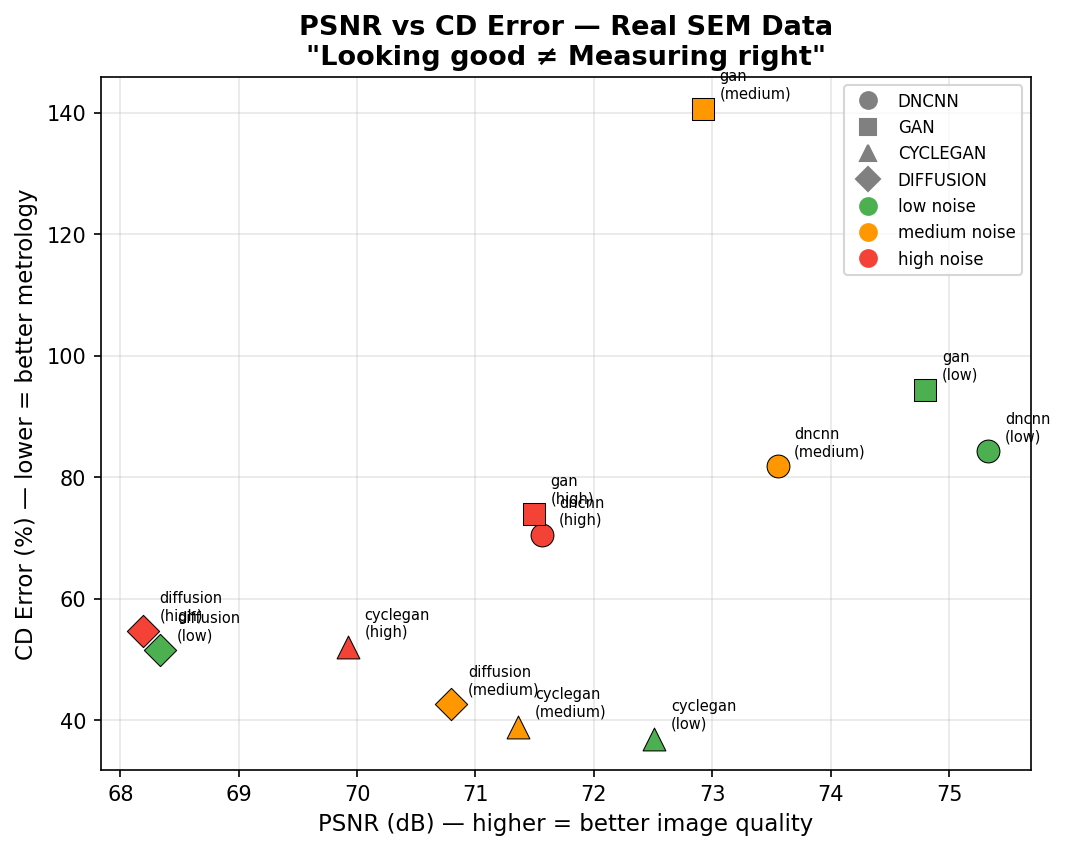 PSNR vs CD Error — Real SEM Data
"Looking good ≠ Measuring right"
CD Error (%) — lower = better metrology
140
120
100
80
60
40
gan
(medium)
DNCNN
GAN
CYCLEGAN
DIFFUSION
low noise
medium noise
high noise
gan
(low)
dncnn
(low)
dncnn
(medium)
gan
(high)
dncnn
(high)
diffusion
(high)
diffusion
(low)
cyclegan
(high)
diffusion
(medium)
cyclegan
(medium)
cyclegan
(low)
68 69 70 71 72 73 74 75
PSNR (dB) — higher = better image quality